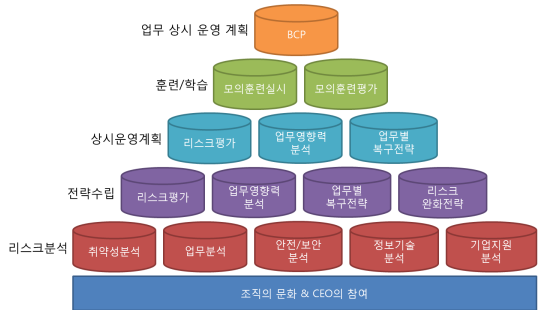 업무 상시 운영 계획
BCP
훈련/학습
모의훈련실시
모의훈련평가
상시운영계획
리스크평가
업무영향력
분석
업무별
복구전략
전략수립
리스크평가
업무영향력
분석
업무별
복구전략
리스크
완화전략
리스크분석
취약성분석
업무분석
안전/보안
분석
정보기술
분석
기업지원
분석
조직의 문화 & CEO의 참여